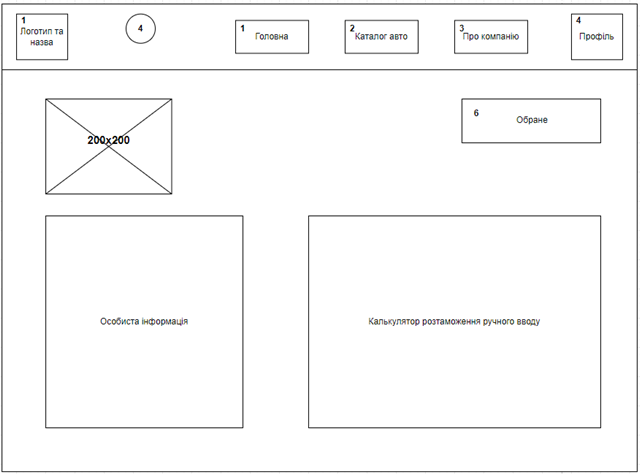 1
Логотип та
назва
4
1
Головна
2
Каталог авто
3
Про компанію
4
Профіль
200x200
6
Обране
Особиста інформація
Калькулятор розтаможення ручного вводу